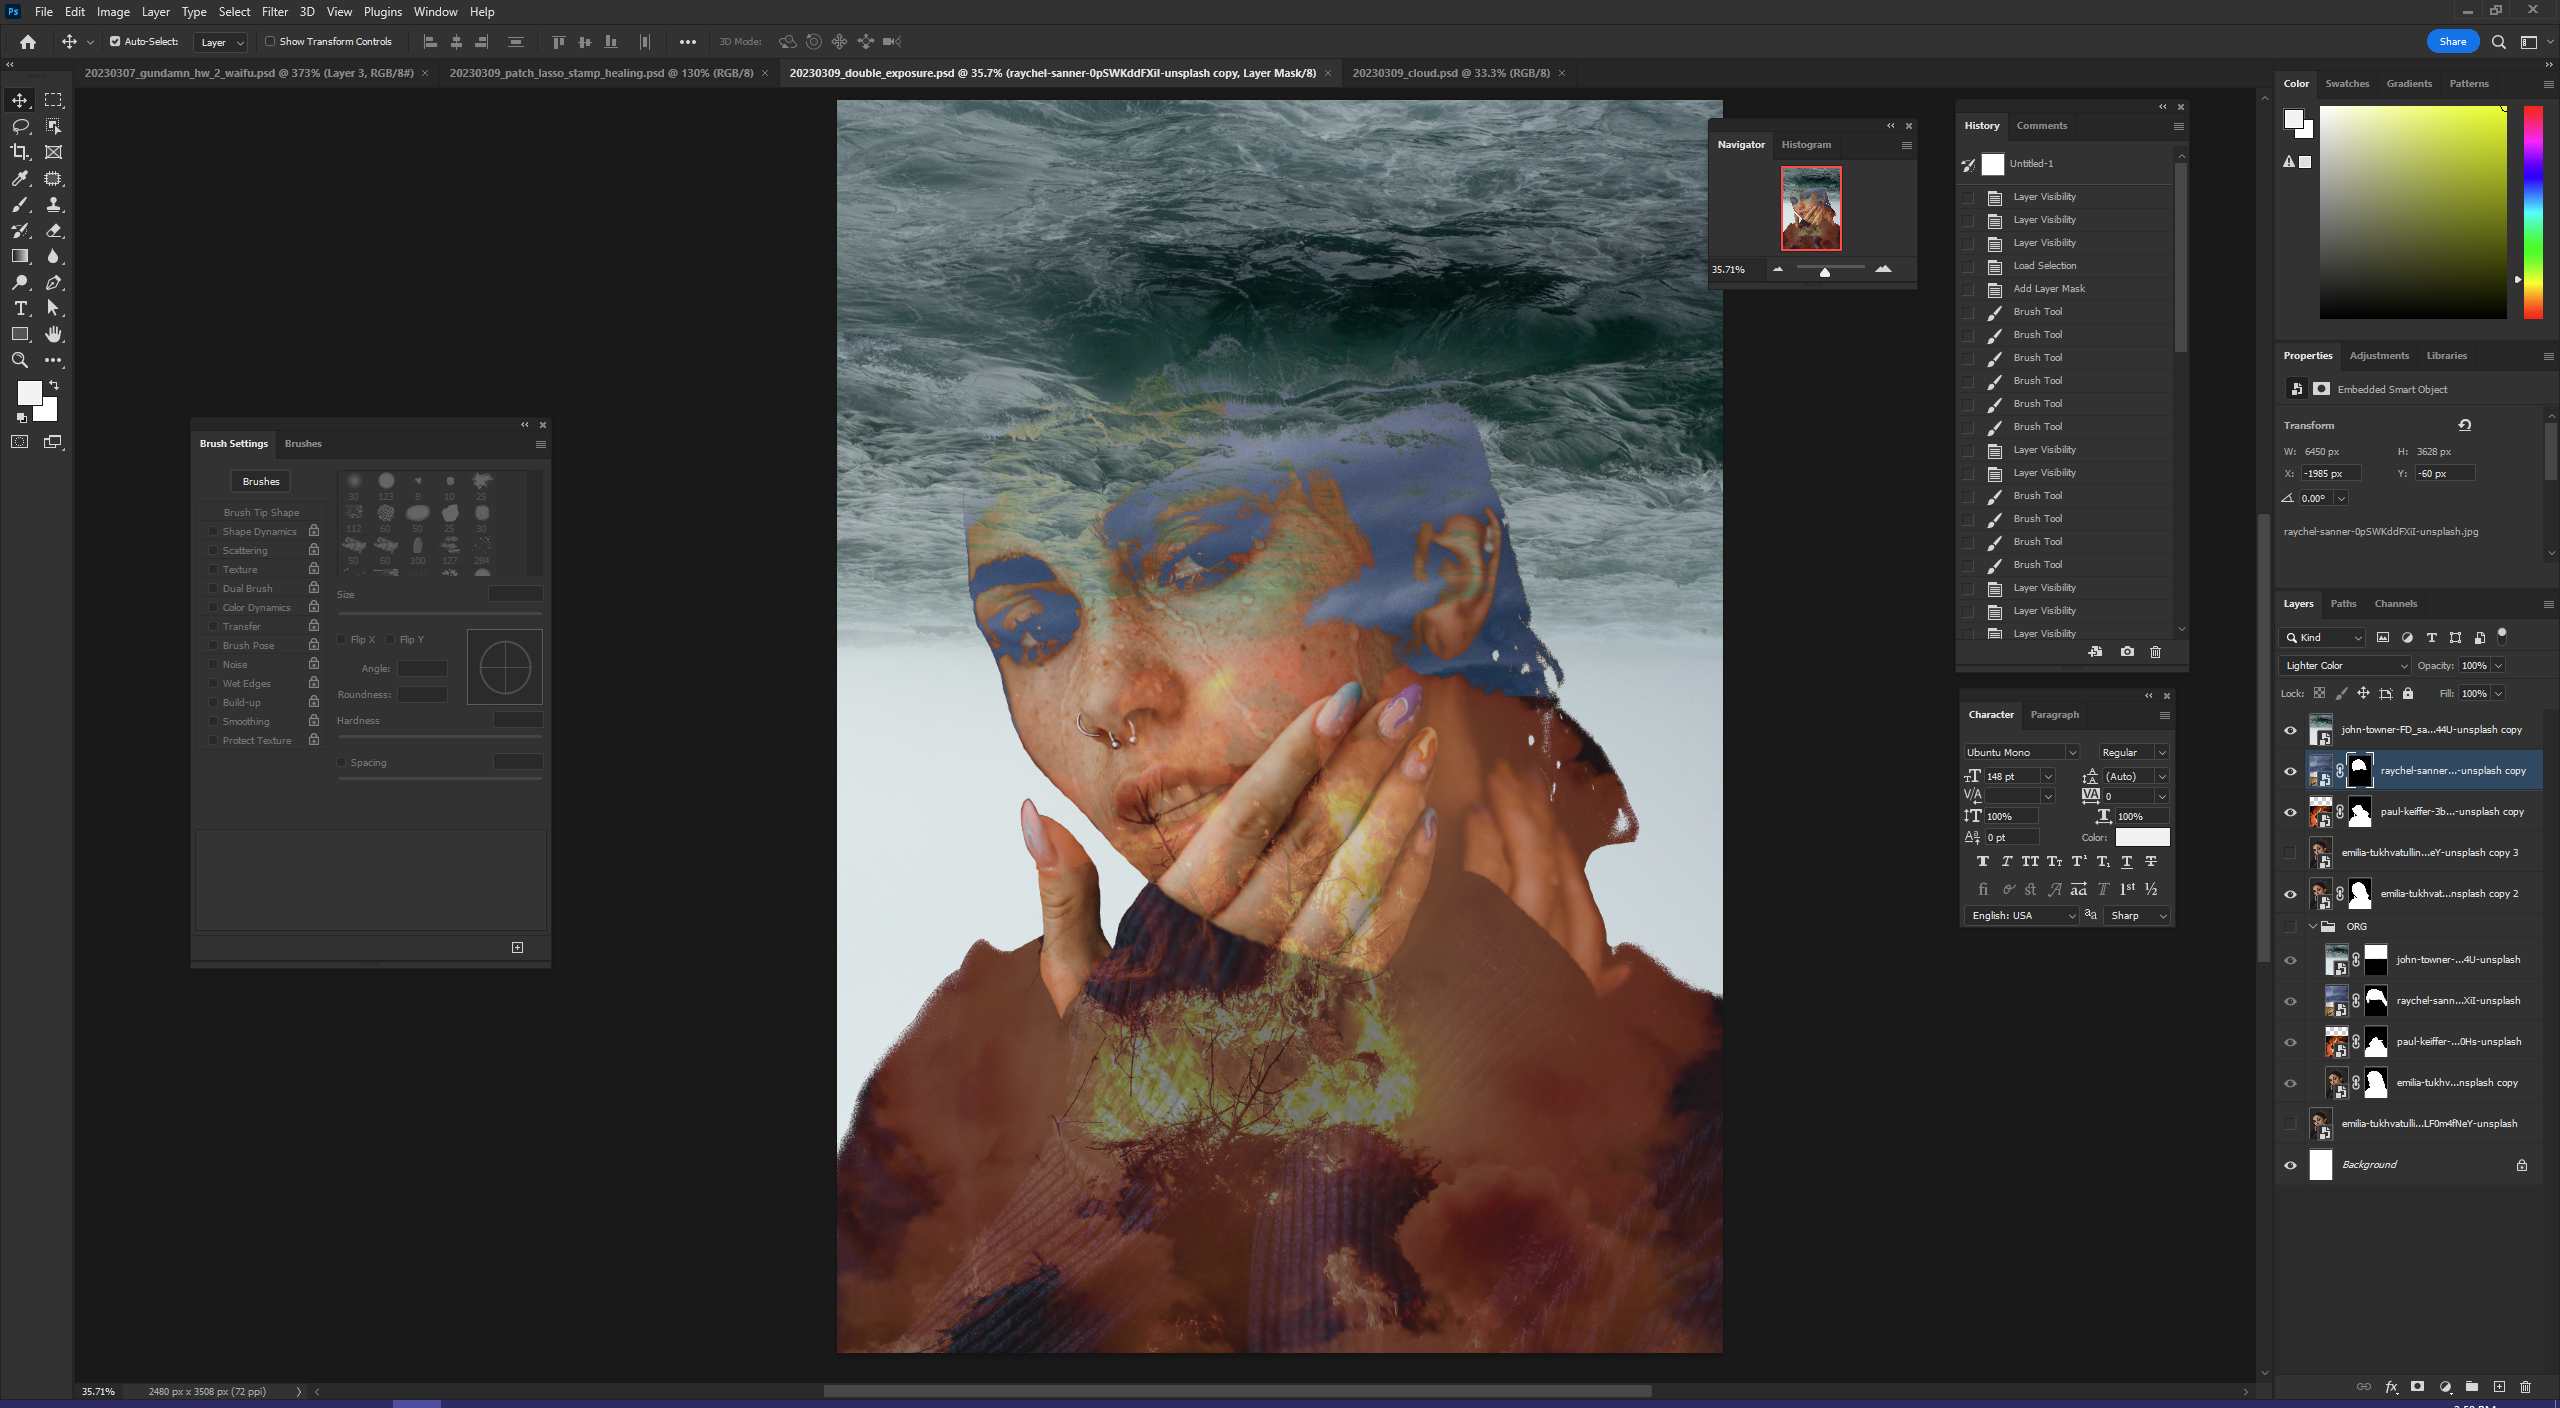 Ps File Edit Image Layer Type Select Filter 3D View Plugins Window Help
Auto-Select: Layer Show Transform Controls 3D Mode: Share
20230307_gundamn_hw_2_waifu.psd @ 373% (Layer 3, RGB/8#) 20230309_patch_lasso_stamp_healing.psd @ 130% (RGB/8) 20230309_double_exposure.psd @ 35.7% (raychel-sanner-0pSWKddFXiI-unsplash copy, Layer Mask/8) 20230309_cloud.psd @ 33.3% (RGB/8)
Brush Settings Brushes
Brushes
30 123 8 10 25
Brush Tip Shape
112 60 50 25 30
Shape Dynamics
Scattering
50 60 100 127 284
Texture
Dual Brush
Size
Color Dynamics
Transfer
Flip X Flip Y
Brush Pose
Noise
Angle:
Wet Edges
Roundness:
Build-up
Smoothing
Hardness
Protect Texture
Spacing
Navigator Histogram
35.71%
History Comments
Untitled-1
Layer Visibility
Layer Visibility
Layer Visibility
Load Selection
Add Layer Mask
Brush Tool
Brush Tool
Brush Tool
Brush Tool
Brush Tool
Brush Tool
Layer Visibility
Layer Visibility
Brush Tool
Brush Tool
Brush Tool
Brush Tool
Layer Visibility
Layer Visibility
Layer Visibility
Character Paragraph
Ubuntu Mono Regular
148 pt (Auto)
0
100% 100%
0 pt Color:
English: USA Sharp
Color Swatches Gradients Patterns
Properties Adjustments Libraries
Embedded Smart Object
Transform
W: 6450 px H: 3628 px
X: -1985 px Y: -60 px
0.00°
raychel-sanner-0pSWKddFXiI-unsplash.jpg
Layers Paths Channels
Kind
Lighter Color Opacity: 100%
Lock: Fill: 100%
john-towner-FD_sa...44U-unsplash copy
raychel-sanner...-unsplash copy
paul-keiffer-3b...-unsplash copy
emilia-tukhvatullin...eY-unsplash copy 3
emilia-tukhvat...nsplash copy 2
ORG
john-towner-...4U-unsplash
raychel-sann...XiI-unsplash
paul-keiffer-...0Hs-unsplash
emilia-tukhv...nsplash copy
emilia-tukhvatulli...LF0m4fNeY-unsplash
Background
35.71% 2480 px x 3508 px (72 ppi)